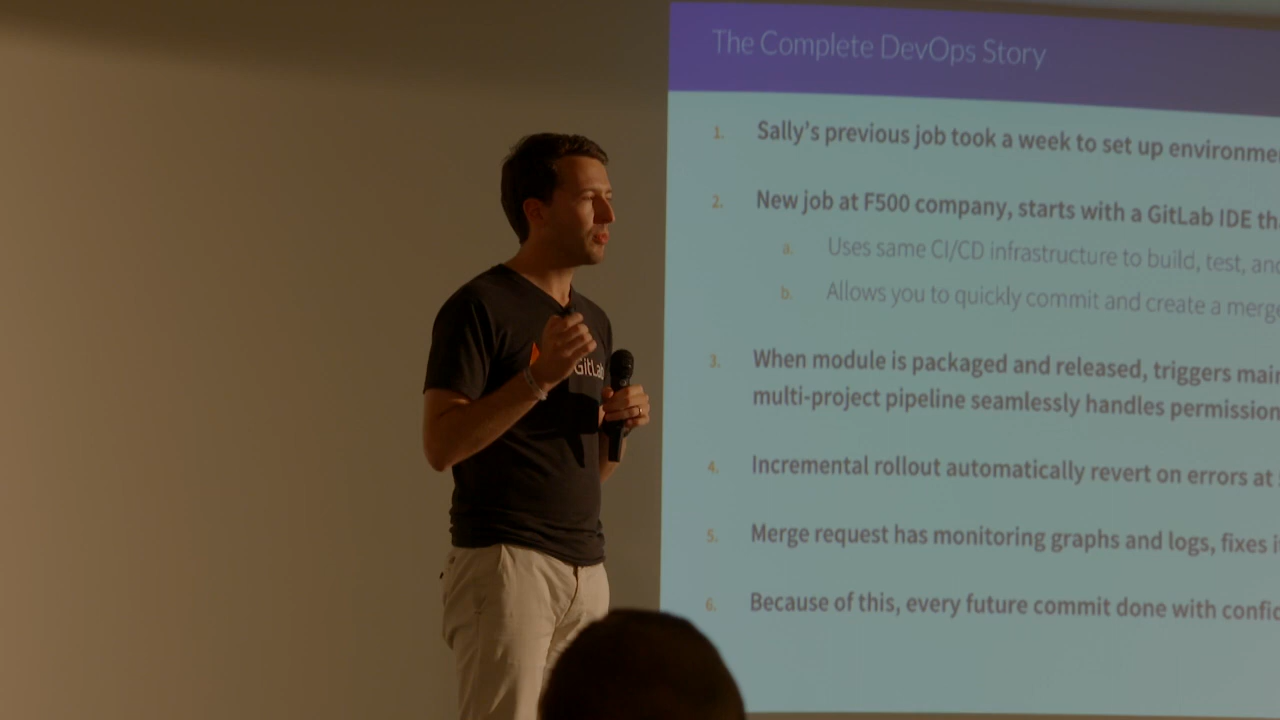 The Complete DevOps Story
1. Sally's previous job took a week to set up environme
2. New job at F500 company, starts with a GitLab IDE th
a. Uses same CI/CD infrastructure to build, test, and
b. Allows you to quickly commit and create a merge
3. When module is packaged and released, triggers main
multi-project pipeline seamlessly handles permission
4. Incremental rollout automatically revert on errors at
5. Merge request has monitoring graphs and logs, fixes i
6. Because of this, every future commit done with confid
GitLab